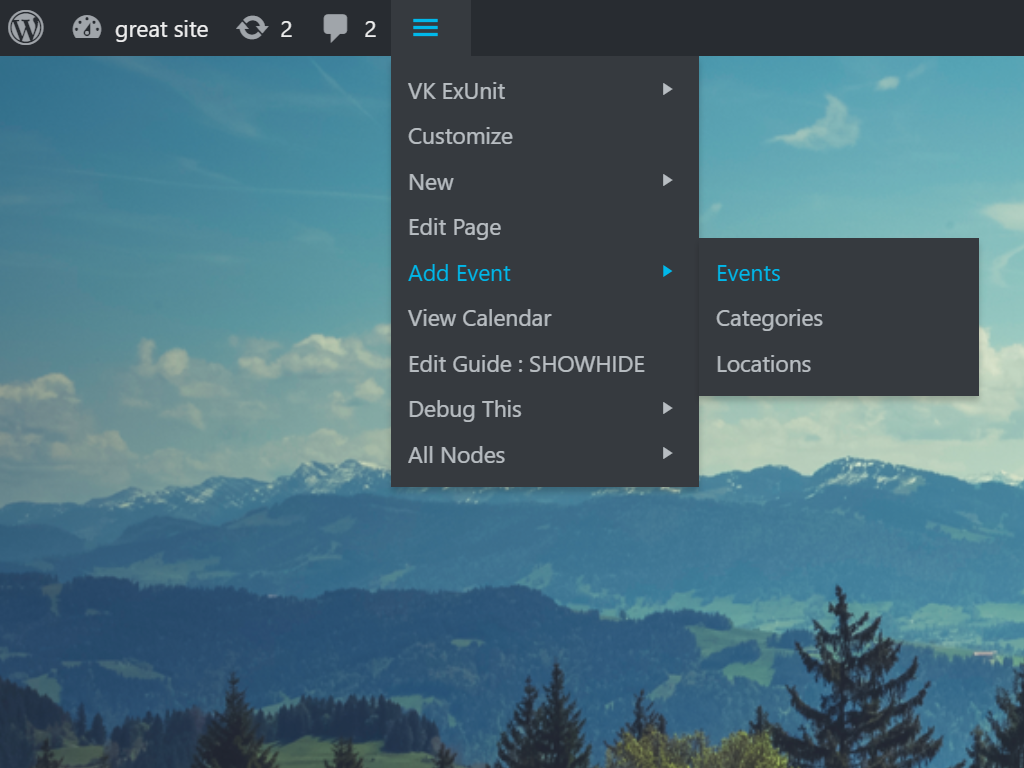 great site 2 2
VK ExUnit
Customize
New
Edit Page
Add Event
View Calendar
Edit Guide : SHOWHIDE
Debug This
All Nodes
Events
Categories
Locations